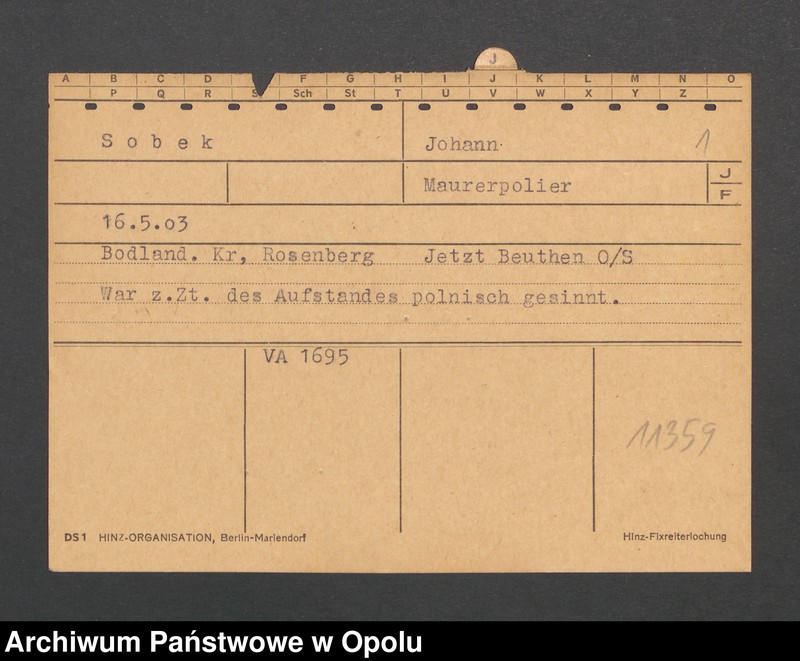 J
A B C D F G H I J K L M N O
P Q R S Sch St T U V W X Y Z
Sobek Johann 1
Maurerpolier J
F
16.5.03
Bodland. Kr, Rosenberg Jetzt Beuthen O/S
War z.Zt. des Aufstandes polnisch gesinnt.
VA 1695
11359
DS1 HINZ-ORGANISATION, Berlin-Mariendorf Hinz-Fixreiterlochung
Archiwum Państwowe w Opolu